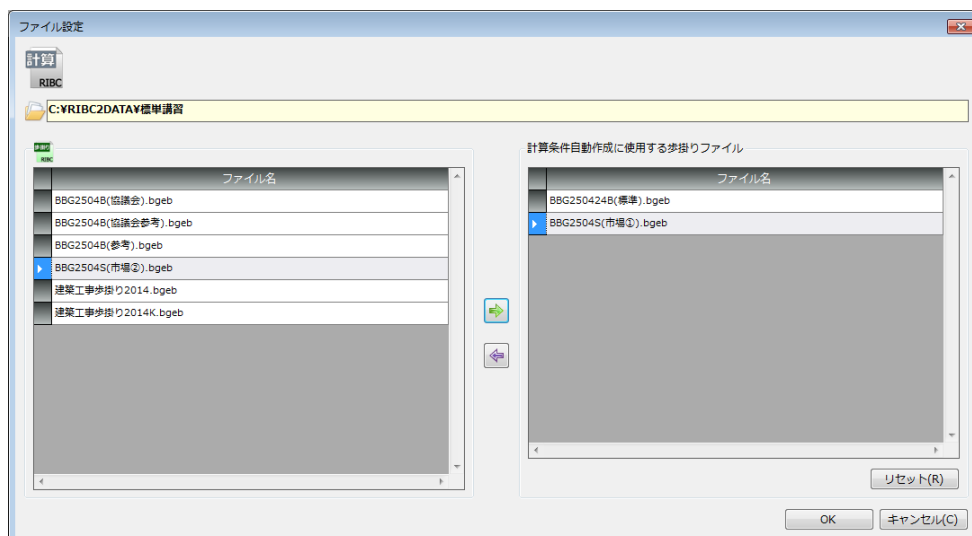 ファイル設定
計算
RIBC
C:¥RIBC2DATA¥標単講習
歩掛り
RIBC
ファイル名
BBG2504B(協議会).bgeb
BBG2504B(協議会参考).bgeb
BBG2504B(参考).bgeb
BBG2504S(市場②).bgeb
建築工事歩掛り2014.bgeb
建築工事歩掛り2014K.bgeb
計算条件自動作成に使用する歩掛りファイル
ファイル名
BBG250424B(標準).bgeb
BBG2504S(市場①).bgeb
リセット(R)
OK
キャンセル(C)